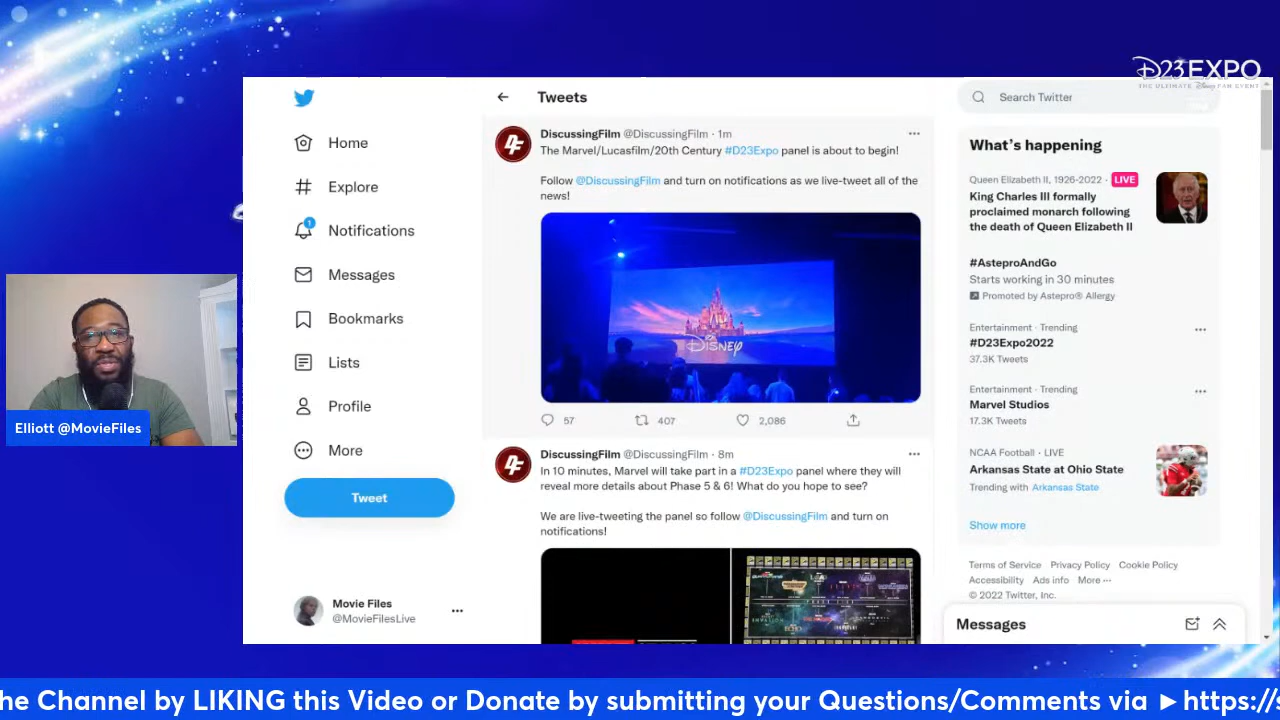 D23 EXPO
THE ULTIMATE Disney FAN EVENT
Home
Explore
1
Notifications
Messages
Bookmarks
Lists
Profile
More
Tweet
Movie Files
@MovieFilesLive
Tweets
DiscussingFilm @DiscussingFilm · 1m
The Marvel/Lucasfilm/20th Century #D23Expo panel is about to begin!
Follow @DiscussingFilm and turn on notifications as we live-tweet all of the
news!
DISNEY
57 407 2,086
DiscussingFilm @DiscussingFilm · 8m
In 10 minutes, Marvel will take part in a #D23Expo panel where they will
reveal more details about Phase 5 & 6! What do you hope to see?
We are live-tweeting the panel so follow @DiscussingFilm and turn on
notifications!
Search Twitter
What's happening
Queen Elizabeth II, 1926-2022 · LIVE
King Charles III formally
proclaimed monarch following
the death of Queen Elizabeth II
#AsteproAndGo
Starts working in 30 minutes
Promoted by Astepro® Allergy
Entertainment · Trending
#D23Expo2022
37.3K Tweets
Entertainment · Trending
Marvel Studios
17.3K Tweets
NCAA Football · LIVE
Arkansas State at Ohio State
Trending with Arkansas State
Show more
Terms of Service Privacy Policy Cookie Policy
Accessibility Ads info More ···
© 2022 Twitter, Inc.
Messages
Elliott @MovieFiles
he Channel by LIKING this Video or Donate by submitting your Questions/Comments via ►https://s